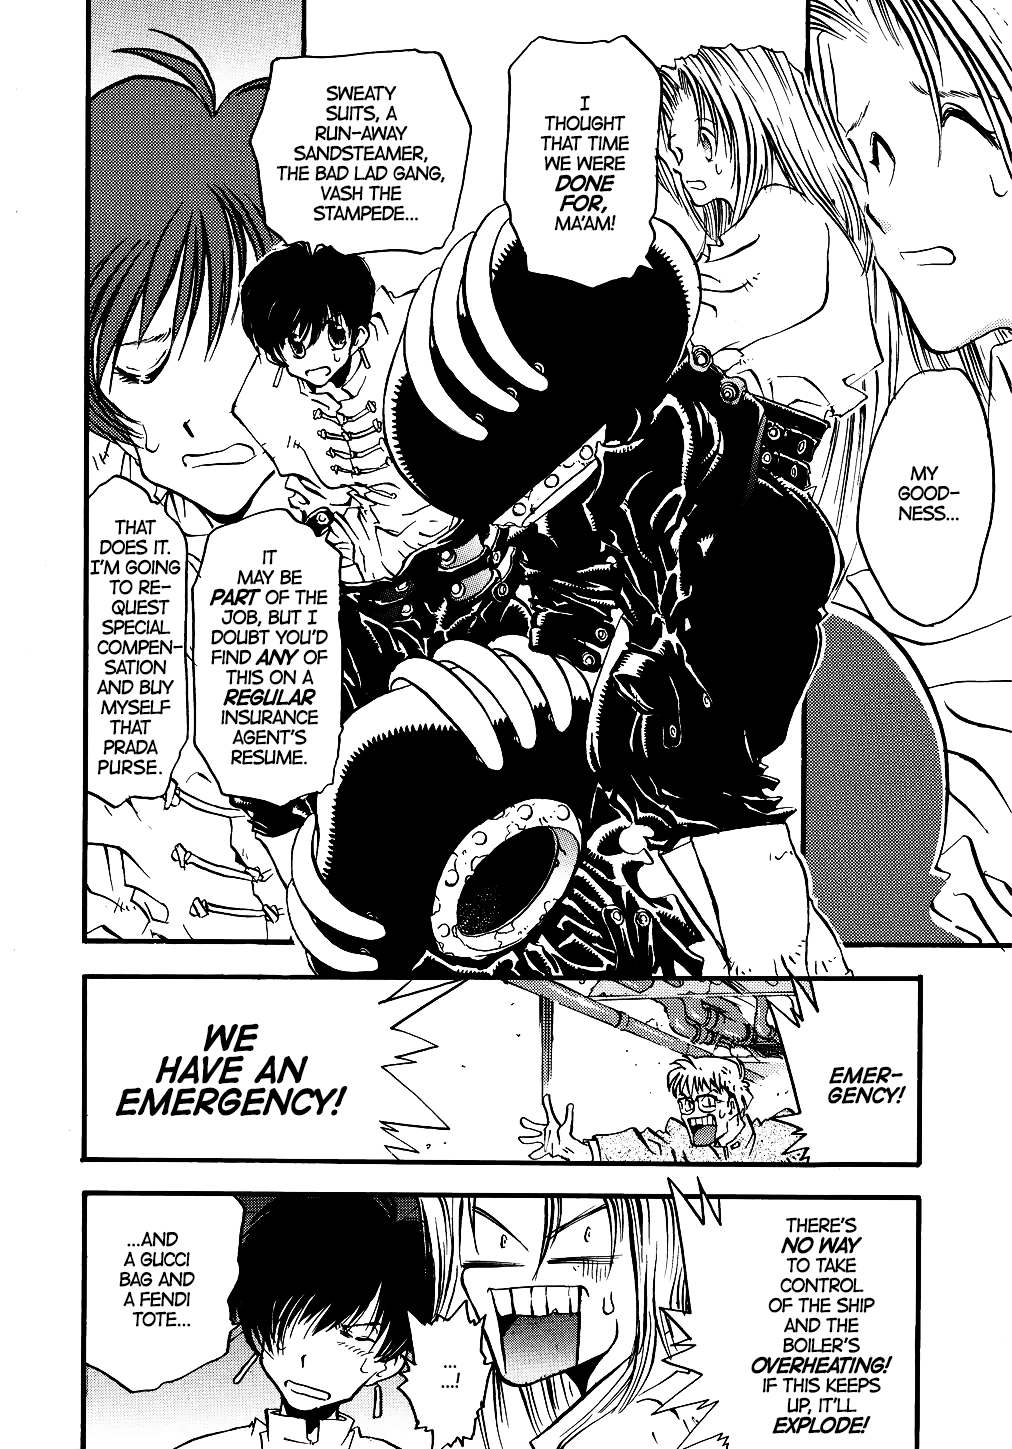 MY
GOOD-
NESS...
I
THOUGHT
THAT TIME
WE WERE
DONE
FOR,
MA'AM!
SWEATY
SUITS, A
RUN-AWAY
SANDSTEAMER,
THE BAD LAD GANG,
VASH THE
STAMPEDE...
IT
MAY BE
PART OF THE
JOB, BUT I
DOUBT YOU'D
FIND ANY OF
THIS ON A
REGULAR
INSURANCE
AGENT'S
RESUME.
THAT
DOES IT.
I'M GOING
TO RE-
QUEST
SPECIAL
COMPEN-
SATION
AND BUY
MYSELF
THAT
PRADA
PURSE.
EMER-
GENCY!
WE
HAVE AN
EMERGENCY!
THERE'S
NO WAY
TO TAKE
CONTROL
OF THE SHIP
AND THE
BOILER'S
OVERHEATING!
IF THIS KEEPS
UP, IT'LL
EXPLODE!
...
...!
...AND
A GUCCI
BAG AND
A FENDI
TOTE...